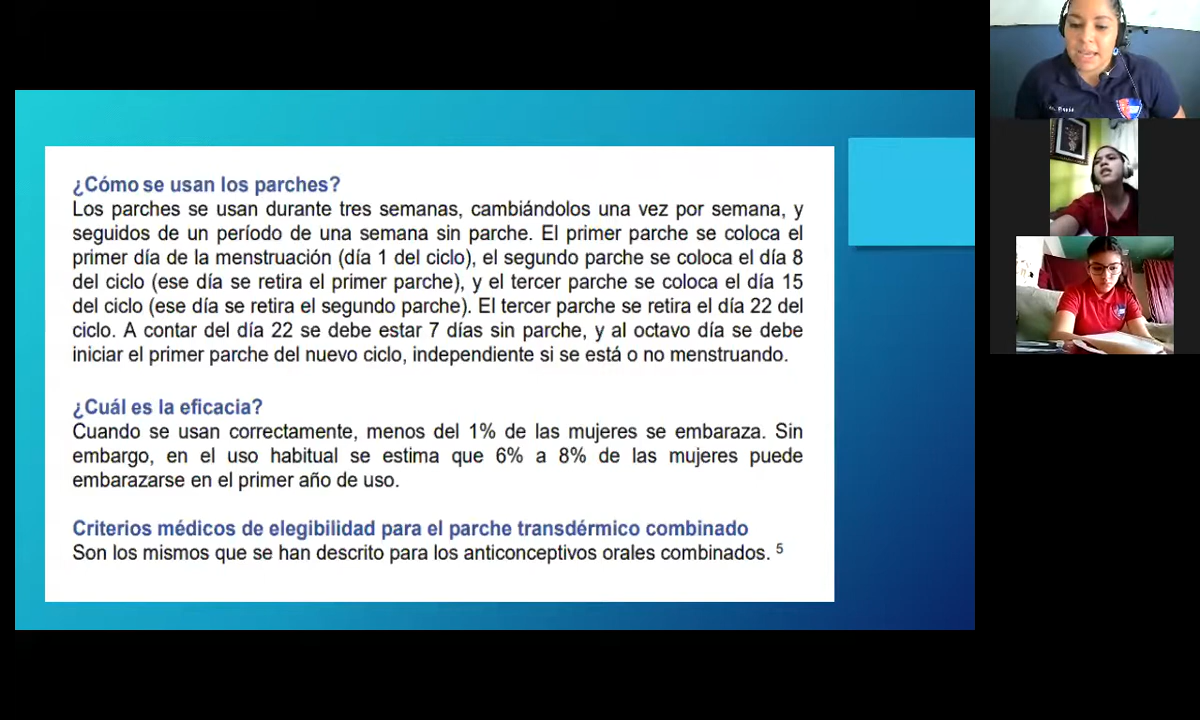 ¿Cómo se usan los parches?
Los parches se usan durante tres semanas, cambiándolos una vez por semana, y
seguidos de un período de una semana sin parche. El primer parche se coloca el
primer día de la menstruación (día 1 del ciclo), el segundo parche se coloca el día 8
del ciclo (ese día se retira el primer parche), y el tercer parche se coloca el día 15
del ciclo (ese día se retira el segundo parche). El tercer parche se retira el día 22 del
ciclo. A contar del día 22 se debe estar 7 días sin parche, y al octavo día se debe
iniciar el primer parche del nuevo ciclo, independiente si se está o no menstruando.
¿Cuál es la eficacia?
Cuando se usan correctamente, menos del 1% de las mujeres se embaraza. Sin
embargo, en el uso habitual se estima que 6% a 8% de las mujeres puede
embarazarse en el primer año de uso.
Criterios médicos de elegibilidad para el parche transdérmico combinado
Son los mismos que se han descrito para los anticonceptivos orales combinados. 5